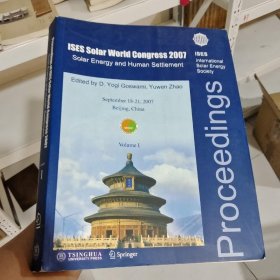 ISES Solar World Congress 2007
Solar Energy and Human Settlement
ISES
International
Solar Energy
Society
Edited by D. Yogi Goswami, Yuwen Zhao
September 18-21, 2007
Beijing, China
Volume I
Proceedings
TSINGHUA
UNIVERSITY PRESS
Springer